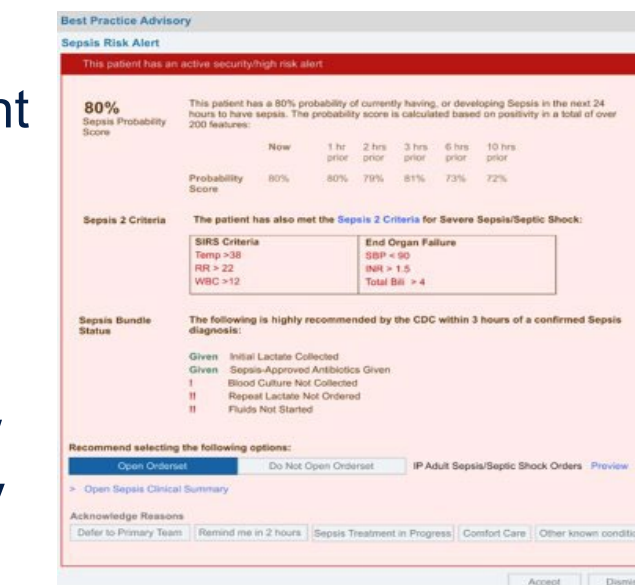 Best Practice Advisory
Sepsis Risk Alert
This patient has an active security/high risk alert
nt
80%
Sepsis Probability
Score
This patient has a 80% probability of currently having, or developing Sepsis in the next 24
hours to have sepsis. The probability score is calculated based on positivity in a total of over
200 features:
Now 1 hr prior 2 hrs prior 3 hrs prior 6 hrs prior 10 hrs prior
Probability Score 80% 80% 79% 81% 73% 72%
Sepsis 2 Criteria The patient has also met the Sepsis 2 Criteria for Severe Sepsis/Septic Shock:
SIRS Criteria End Organ Failure
Temp >38 SBP < 90
RR > 22 INR > 1.5
WBC >12 Total Bili > 4
Sepsis Bundle
Status
The following is highly recommended by the CDC within 3 hours of a confirmed Sepsis
diagnosis:
Given Initial Lactate Collected
Given Sepsis-Approved Antibiotics Given
! Blood Culture Not Collected
!! Repeat Lactate Not Ordered
!! Fluids Not Started
Recommend selecting the following options:
Open Orderset Do Not Open Orderset IP Adult Sepsis/Septic Shock Orders Preview
> Open Sepsis Clinical Summary
Acknowledge Reasons
Defer to Primary Team Remind me in 2 hours Sepsis Treatment in Progress Comfort Care Other known conditio
Accept Dismi